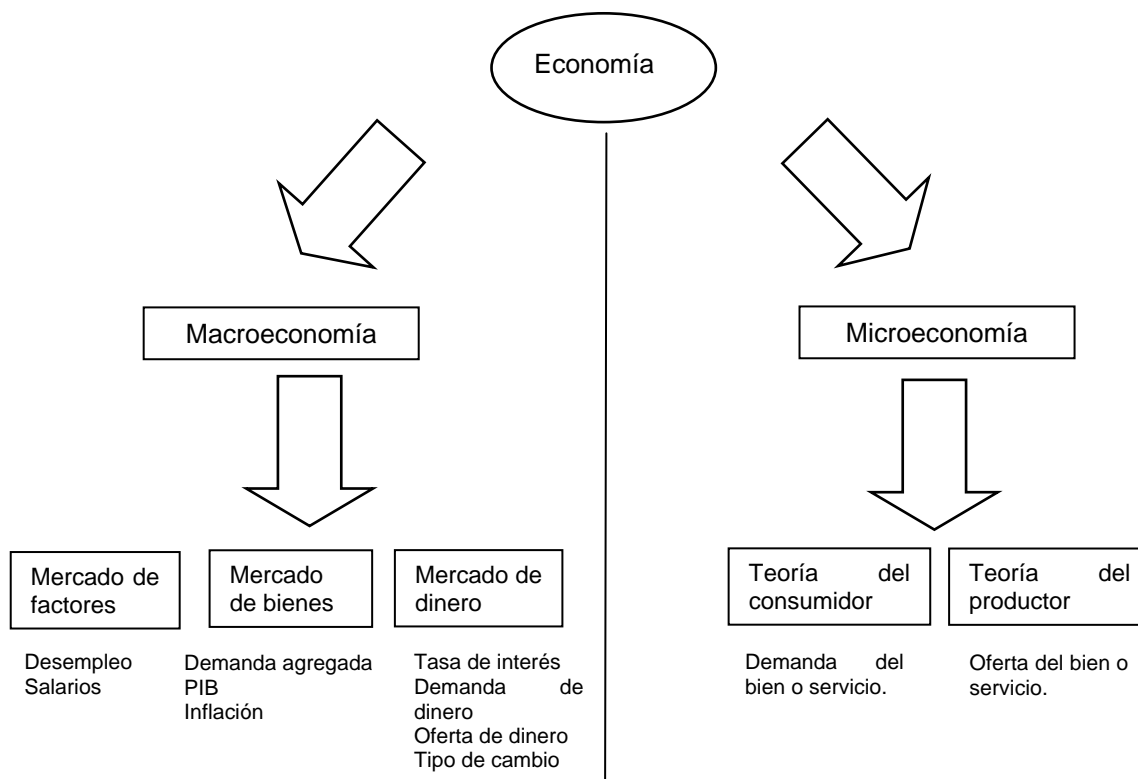 Economía
Macroeconomía
Microeconomía
Mercado de
factores
Mercado
de bienes
Mercado de
dinero
Teoría del
consumidor
Teoría del
productor
Desempleo
Salarios
Demanda agregada
PIB
Inflación
Tasa de interés
Demanda de
dinero
Oferta de dinero
Tipo de cambio
Demanda del
bien o servicio.
Oferta del bien o
servicio.